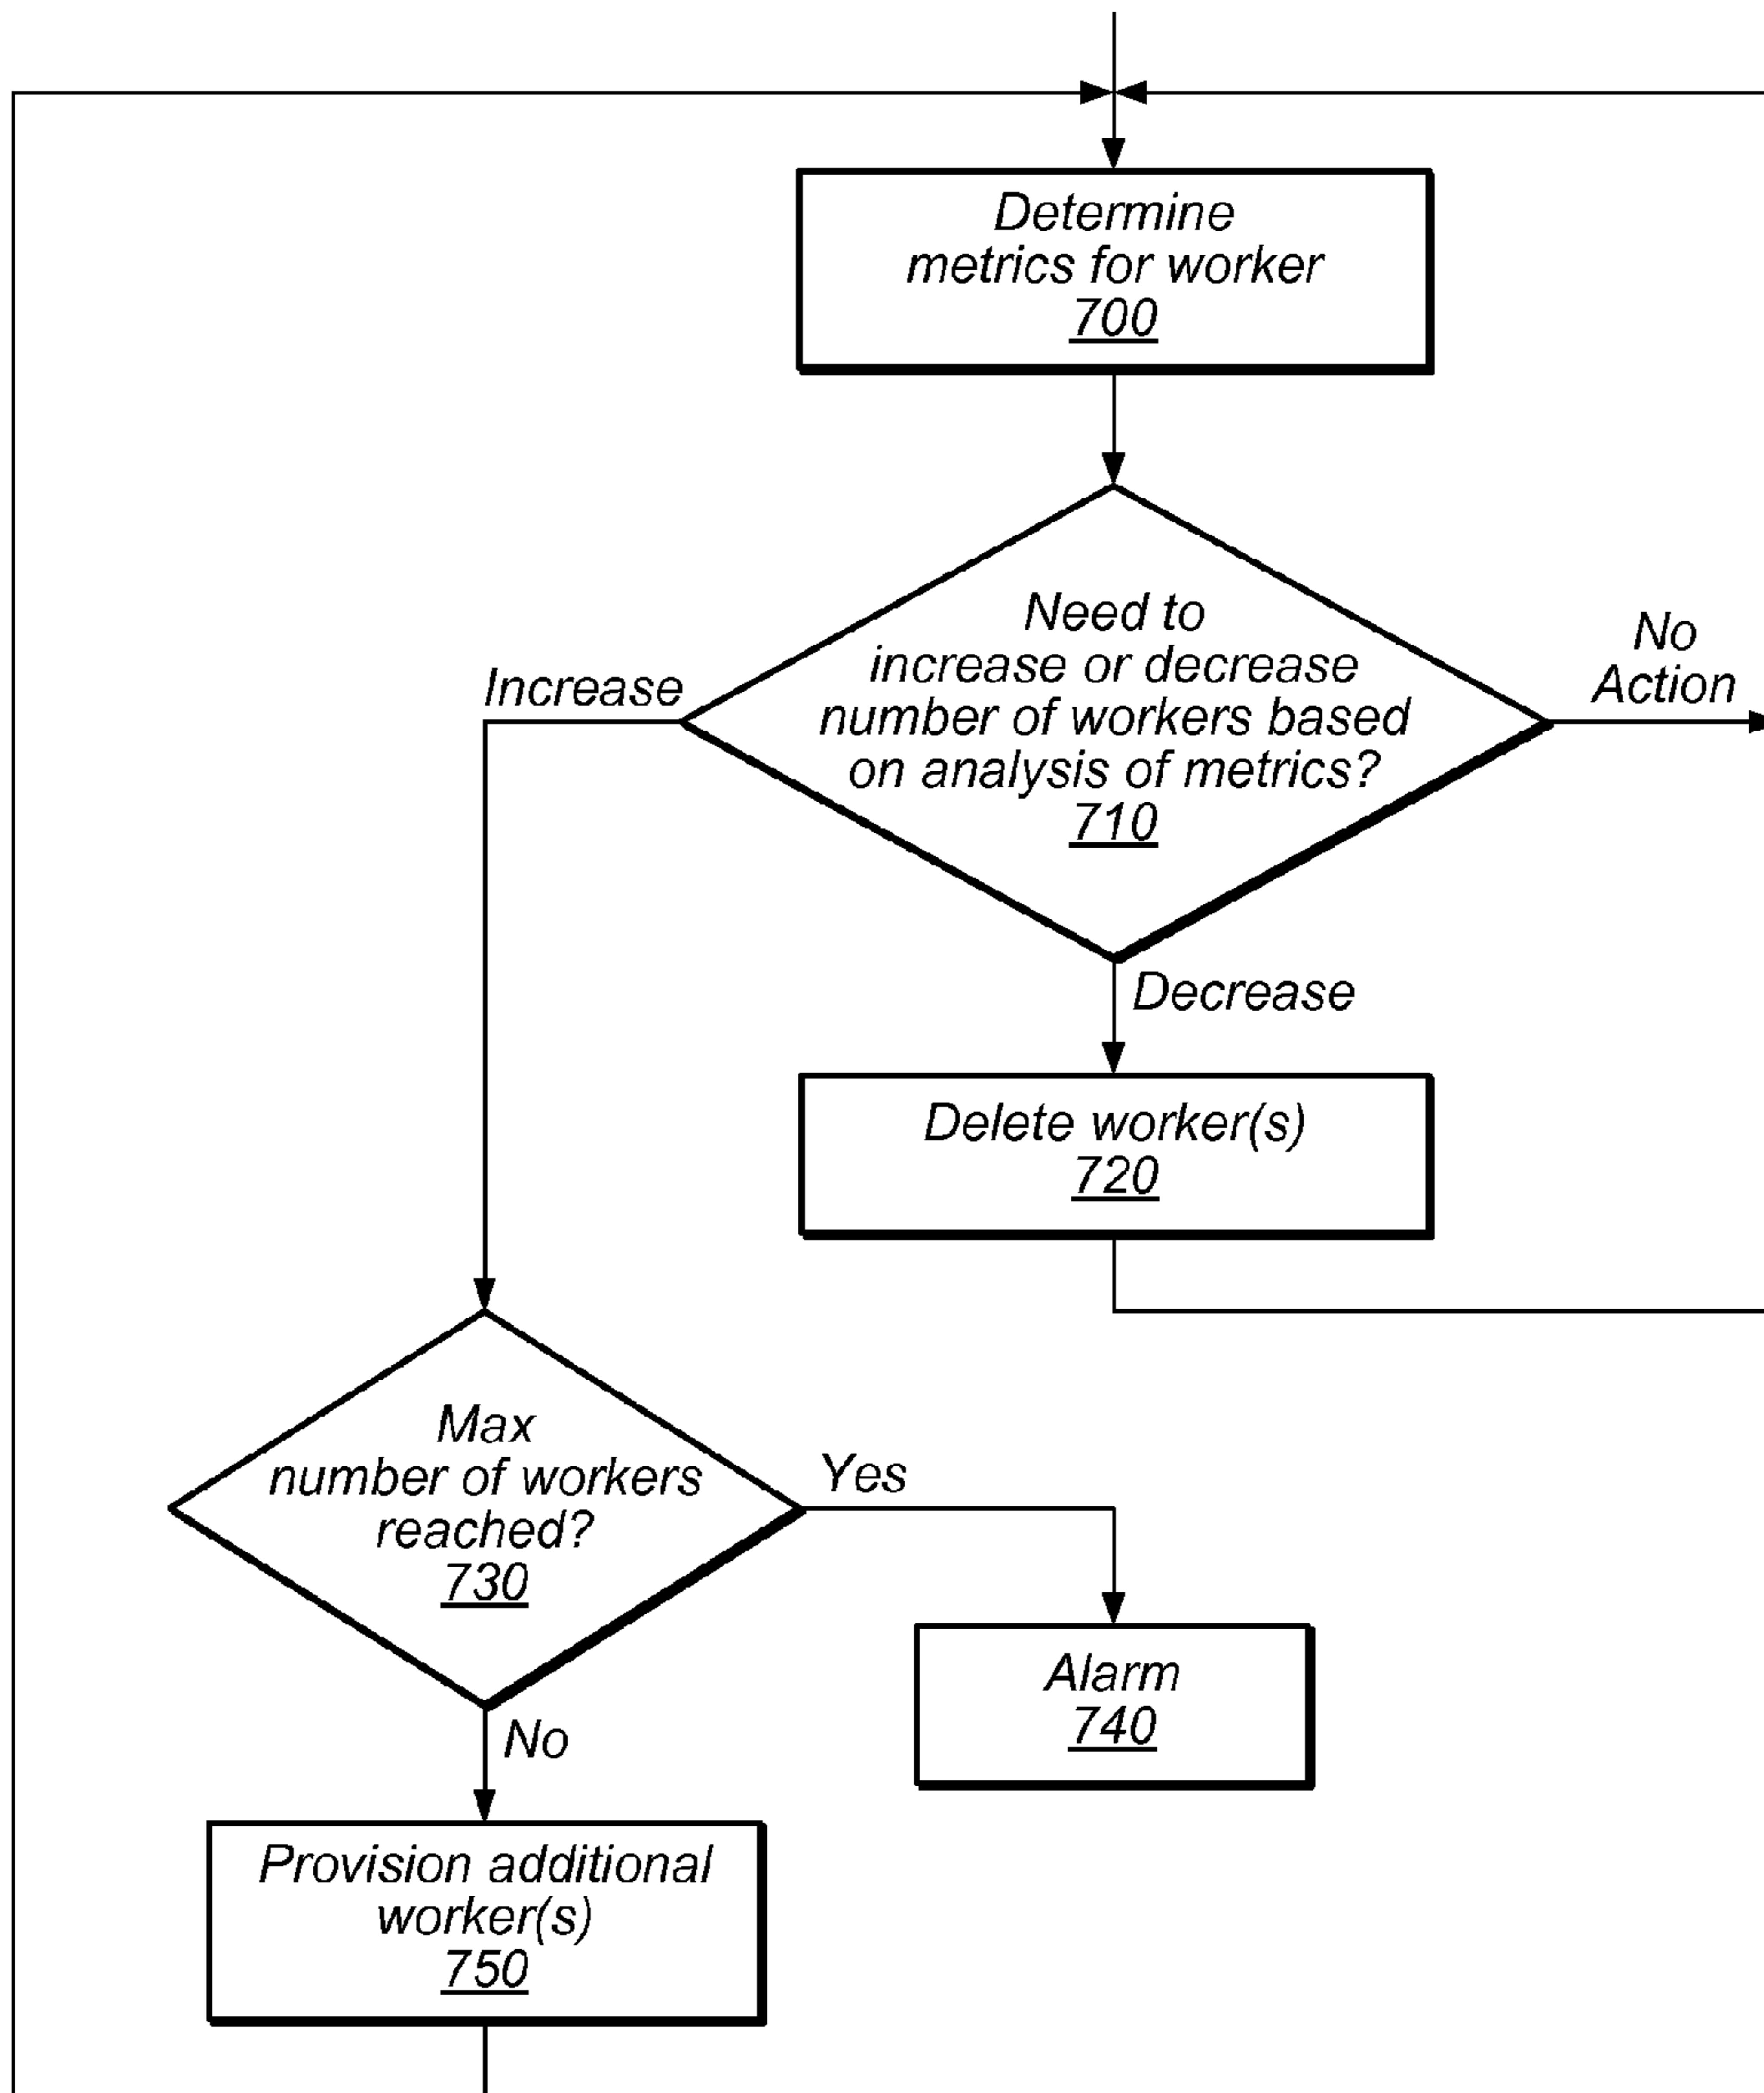 Determine
metrics for worker
700
Need to
increase or decrease
number of workers based
on analysis of metrics?
710
No
Action
Increase
Decrease
Delete worker(s)
720
Max
number of workers
reached?
730
Yes
Alarm
740
No
Provision additional
worker(s)
750